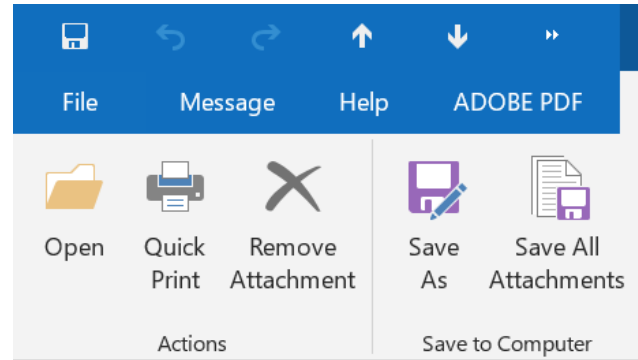 File Message Help ADOBE PDF
Open Quick Print Remove Attachment Save As Save All Attachments
Actions Save to Computer